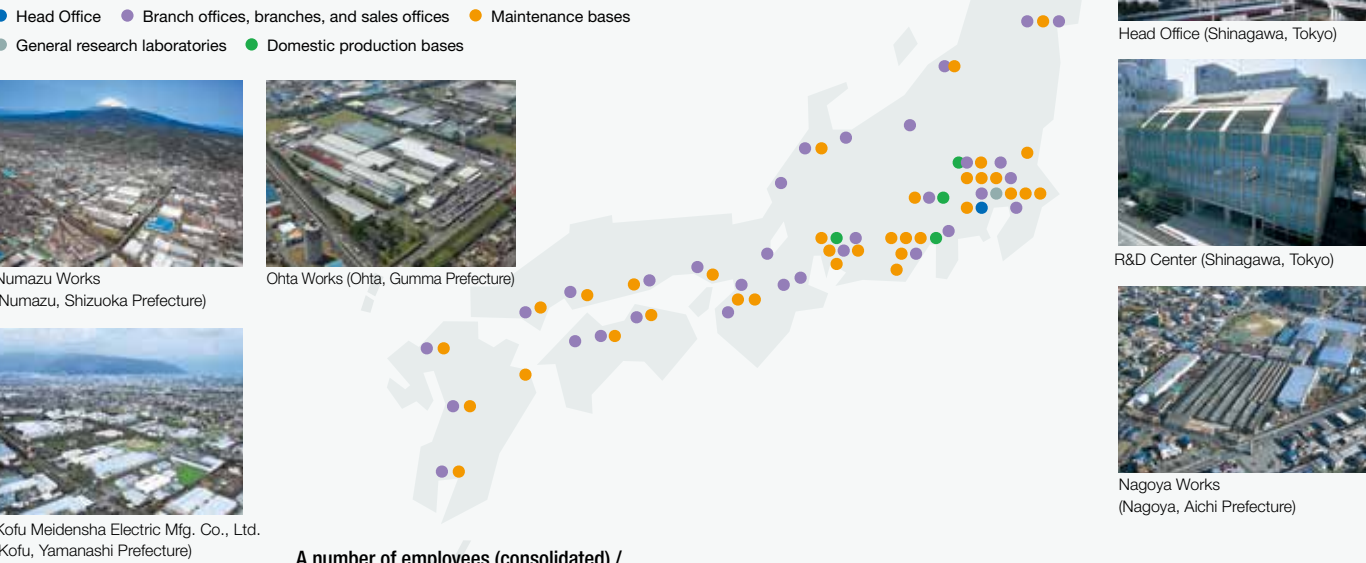 Head Office
Branch offices, branches, and sales offices
Maintenance bases
General research laboratories
Domestic production bases
Head Office (Shinagawa, Tokyo)
R&D Center (Shinagawa, Tokyo)
Numazu Works
Numazu, Shizuoka Prefecture)
Ohta Works (Ohta, Gumma Prefecture)
Nagoya Works
(Nagoya, Aichi Prefecture)
Kofu Meidensha Electric Mfg. Co., Ltd.
Kofu, Yamanashi Prefecture)
A number of employees (consolidated) /